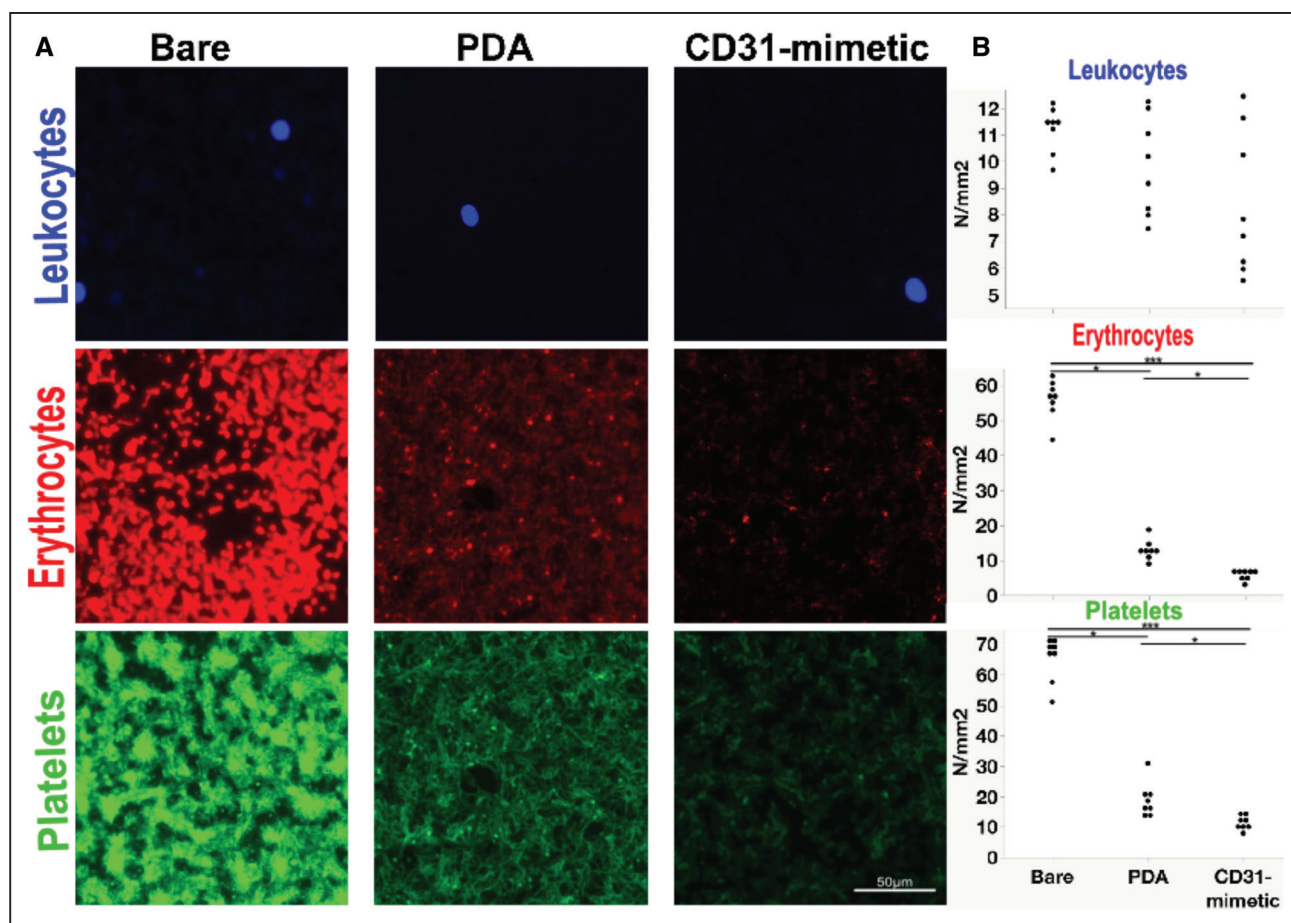 A
Bare
PDA
CD31-mimetic
B
Leukocytes
Erythrocytes
Platelets
50µm
Leukocytes
N/mm2
12
11
10
9
8
7
6
5
Erythrocytes
***
*
*
N/mm2
60
50
40
30
20
10
0
Platelets
***
*
*
N/mm2
70
60
50
40
30
20
10
0
Bare
PDA
CD31-
mimetic